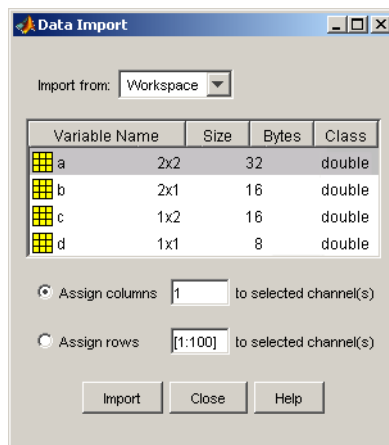 Data Import
Import from: Workspace
Variable Name Size Bytes Class
a 2x2 32 double
b 2x1 16 double
c 1x2 16 double
d 1x1 8 double
Assign columns 1 to selected channel(s)
Assign rows [1:100] to selected channel(s)
Import Close Help